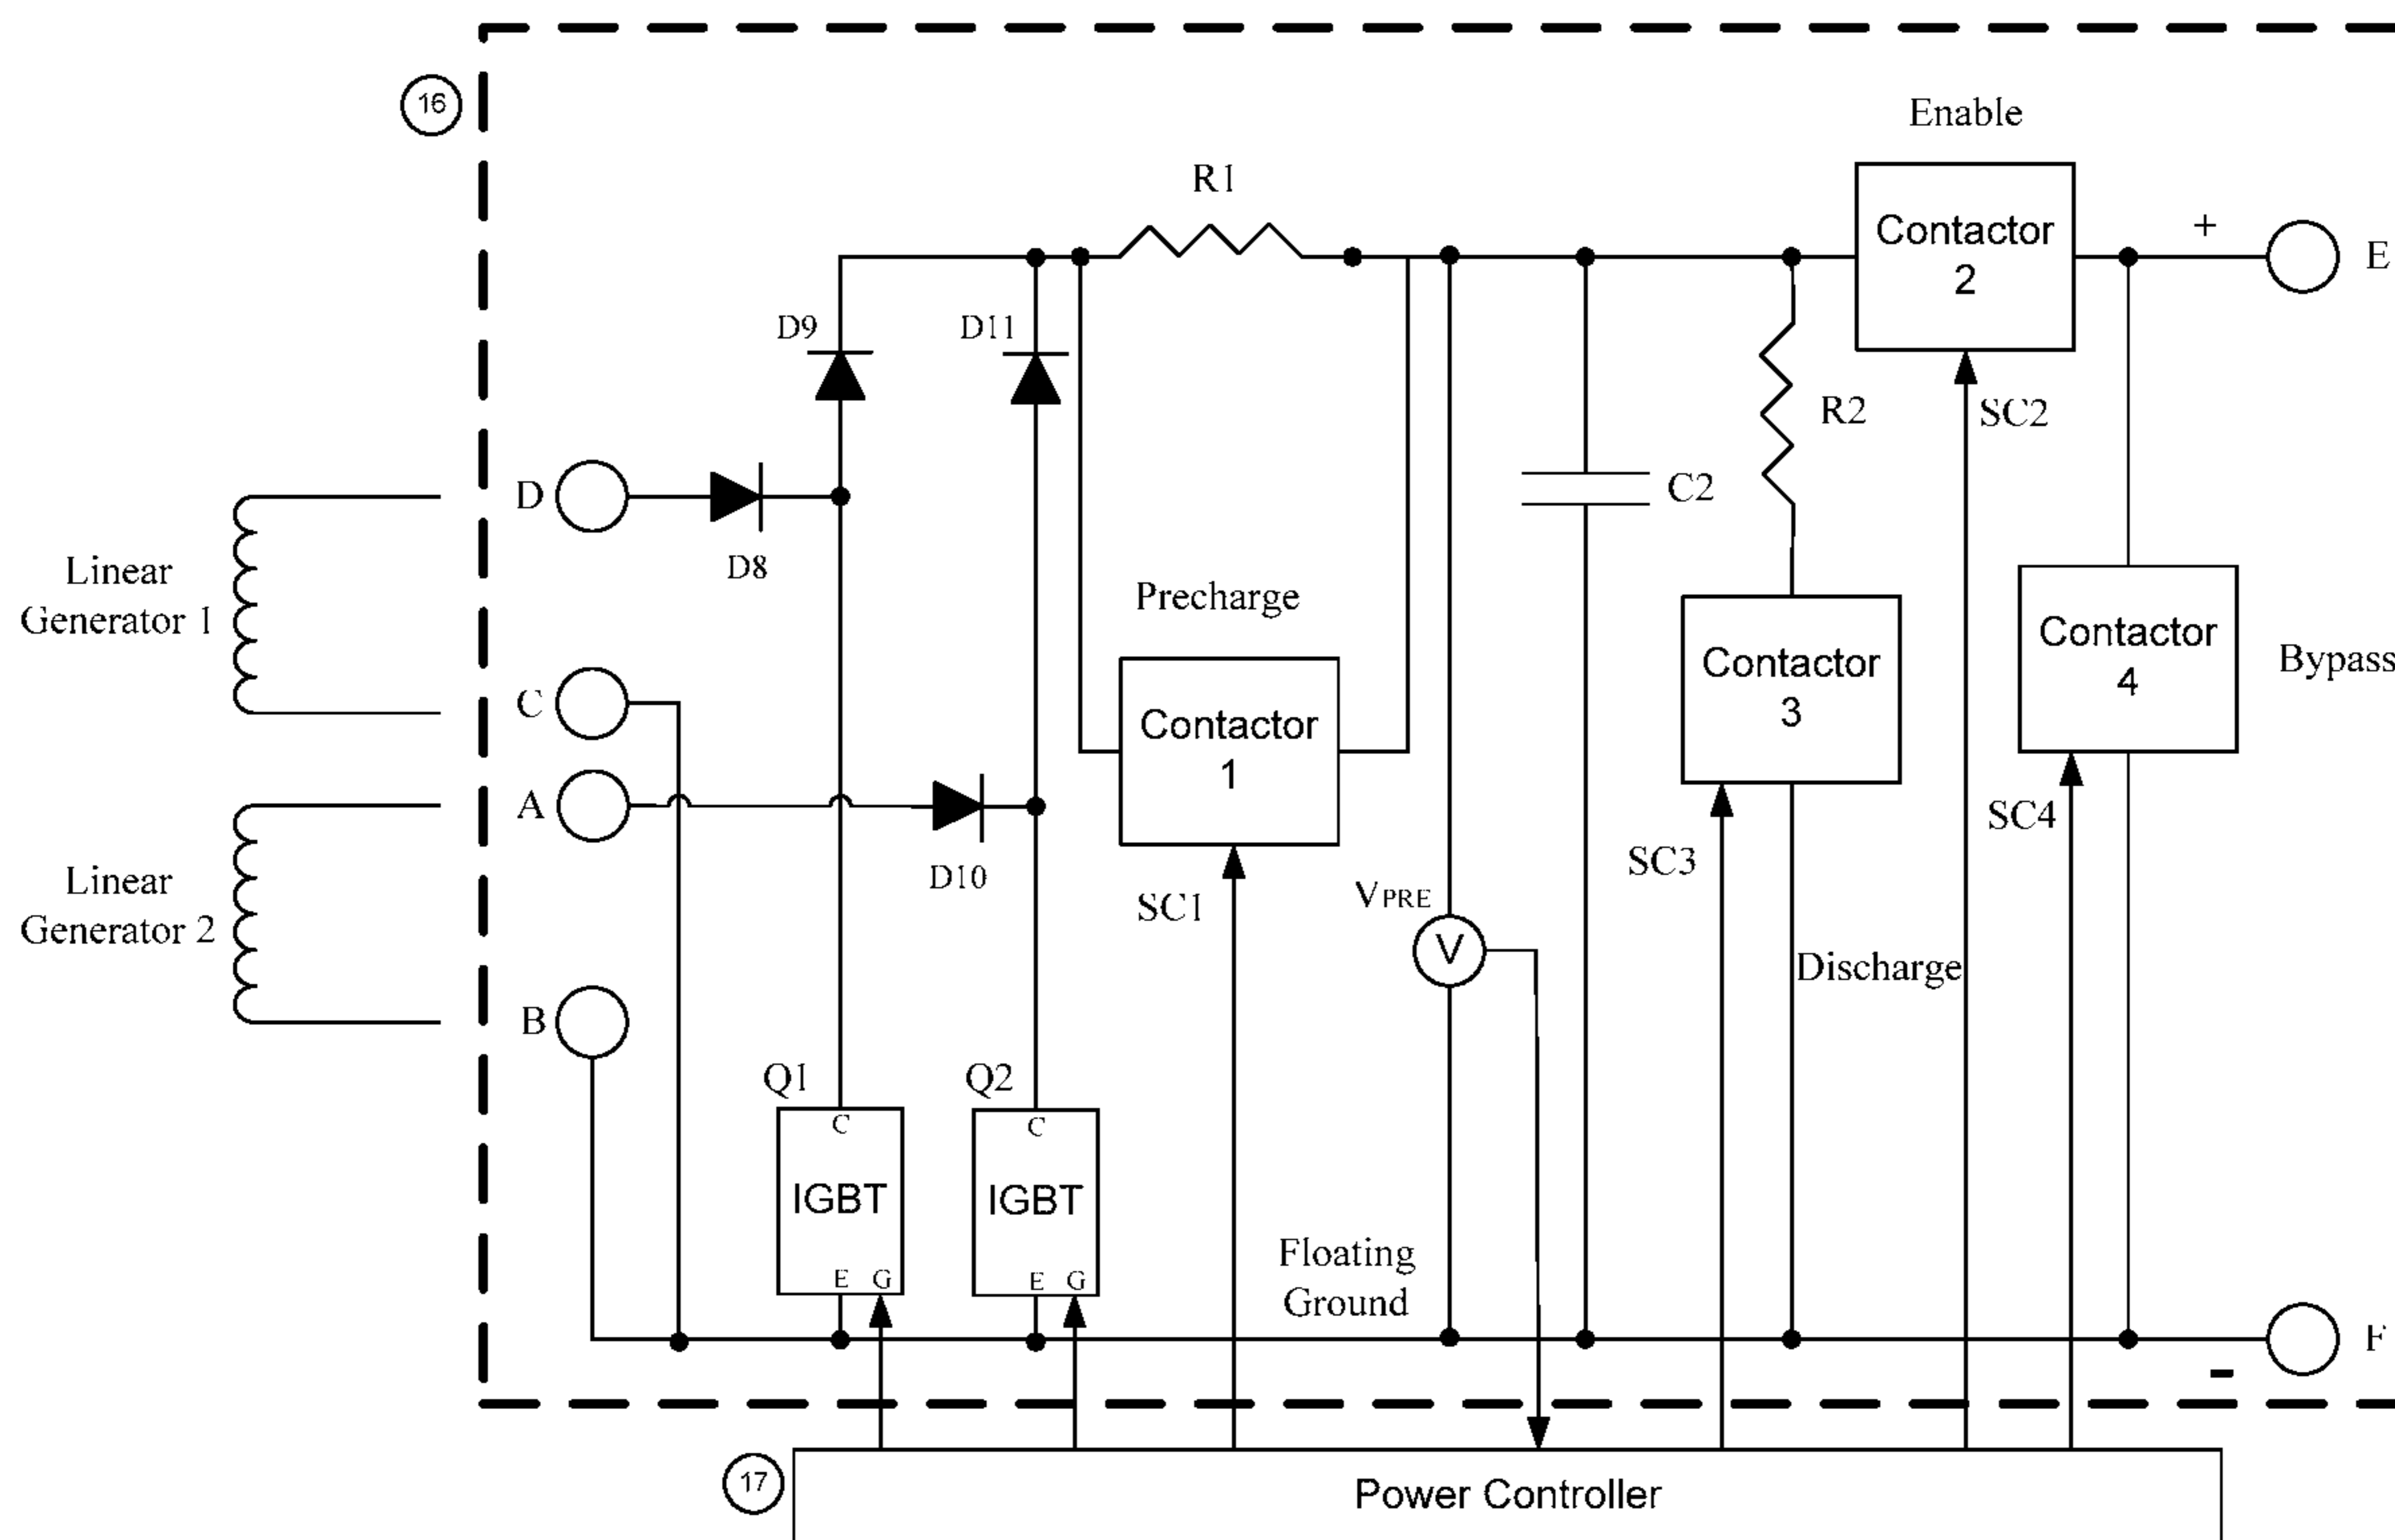 16
Enable
R1
Contactor
2
+
E
D9
D11
SC2
R2
D
C2
D8
Linear
Generator 1
Precharge
C
Contactor
1
Contactor
3
Contactor
4
Bypass
A
SC4
SC3
D10
Linear
Generator 2
SC1
VPRE
V
Discharge
B
Q1
Q2
C
C
IGBT
IGBT
E G
E G
Floating
Ground
F
-
17
Power Controller